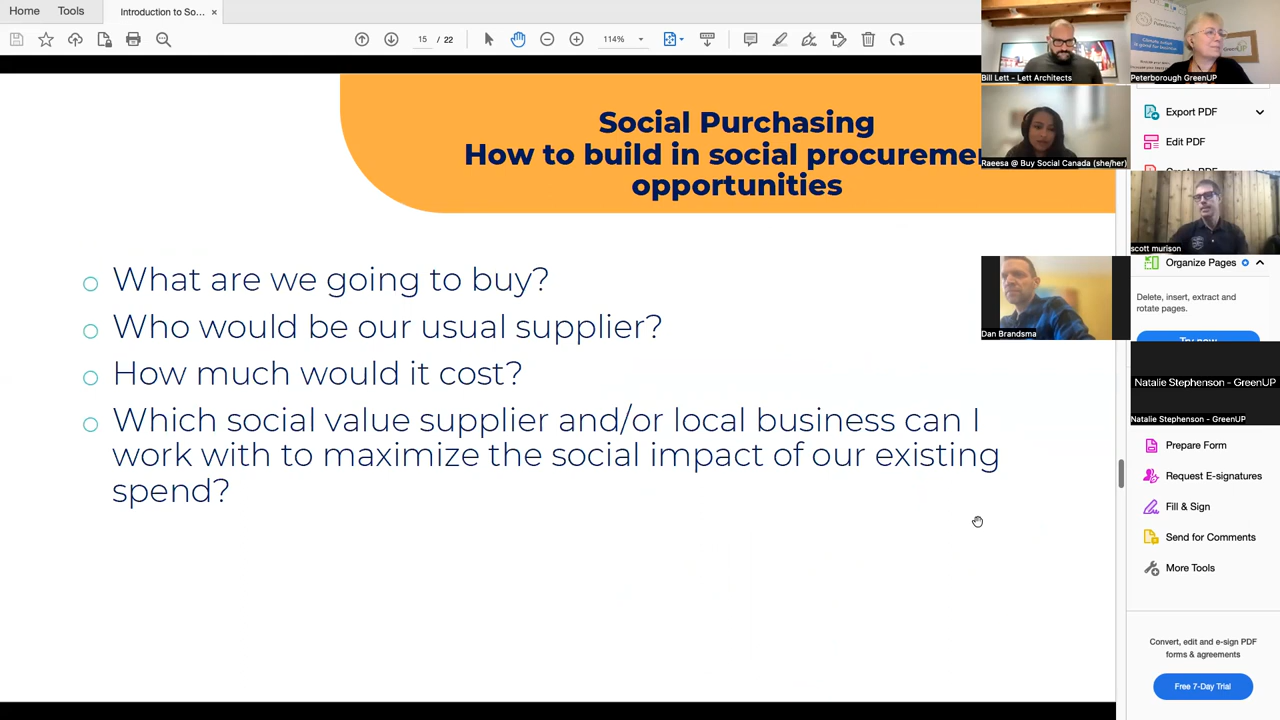 Home
Tools
Introduction to So...
×
15 / 22
114%
Social Purchasing
How to build in social procuremen
opportunities
What are we going to buy?
Who would be our usual supplier?
How much would it cost?
Which social value supplier and/or local business can I
work with to maximize the social impact of our existing
spend?
Bill Lett - Lett Architects
Peterborough GreenUP
Raeesa @ Buy Social Canada (she/her)
scott murison
Dan Brandsma
Natalie Stephenson - GreenUP
Natalie Stephenson - GreenUP
Export PDF
Edit PDF
Organize Pages
Delete, insert, extract and
rotate pages.
Try now
Prepare Form
Request E-signatures
Fill & Sign
Send for Comments
More Tools
Convert, edit and e-sign PDF
forms & agreements
Free 7-Day Trial